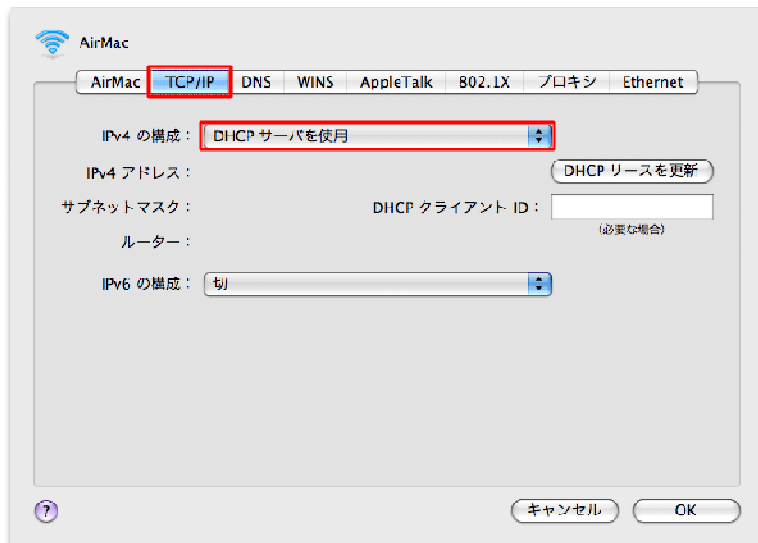 AirMac
AirMac TCP/IP DNS WINS AppleTalk 802.1X プロキシ Ethernet
IPv4 の構成： DHCP サーバを使用
IPv4 アドレス： DHCP リースを更新
サブネットマスク： DHCP クライアント ID：
(必要な場合)
ルーター：
IPv6 の構成： 切
? キャンセル OK